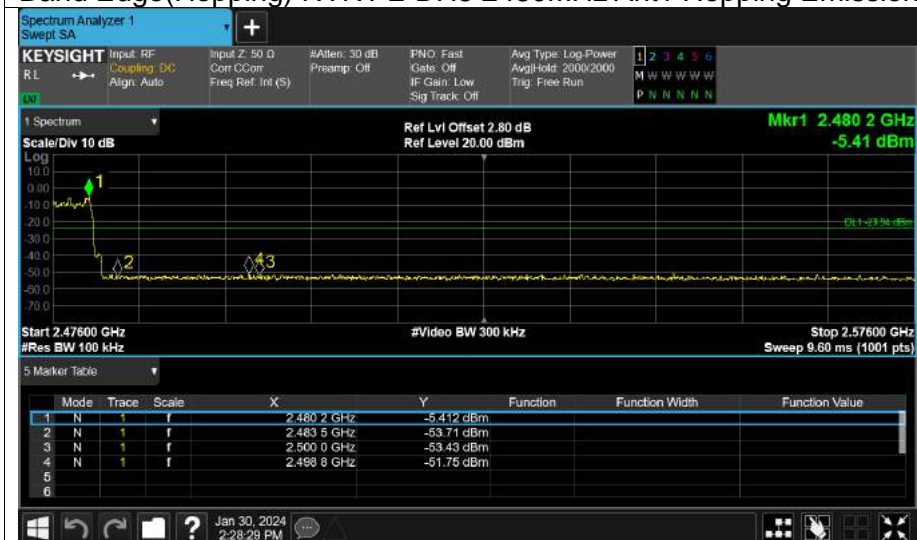 Spectrum Analyzer 1
Swept SA
+
KEYSIGHT Input: RF Input Z: 50 Ω #Atten: 30 dB PNO: Fast Avg Type: Log-Power 1 2 3 4 5 6
RL Coupling: DC Corr CCorr Preamp: Off Gate: Off Avg|Hold: 2000/2000 M W W W W W
Align: Auto Freq Ref: Int (S) IF Gain: Low Trig: Free Run
Sig Track: Off P N N N N N
1 Spectrum Ref Lvl Offset 2.80 dB Mkr1 2.480 2 GHz
Scale/Div 10 dB Ref Level 20.00 dBm -5.41 dBm
Log
10.0
0.00
1
-10.0
-20.0
DL1 -23.94 dBm
-30.0
-40.0
2 4 3
-50.0
-60.0
-70.0
Start 2.47600 GHz #Video BW 300 kHz Stop 2.57600 GHz
#Res BW 100 kHz Sweep 9.60 ms (1001 pts)
5 Marker Table
Mode Trace Scale X Y Function Function Width Function Value
1 N 1 f 2.480 2 GHz -5.412 dBm
2 N 1 f 2.483 5 GHz -53.71 dBm
3 N 1 f 2.500 0 GHz -53.43 dBm
4 N 1 f 2.498 8 GHz -51.75 dBm
5
6
? Jan 30, 2024
2:28:29 PM